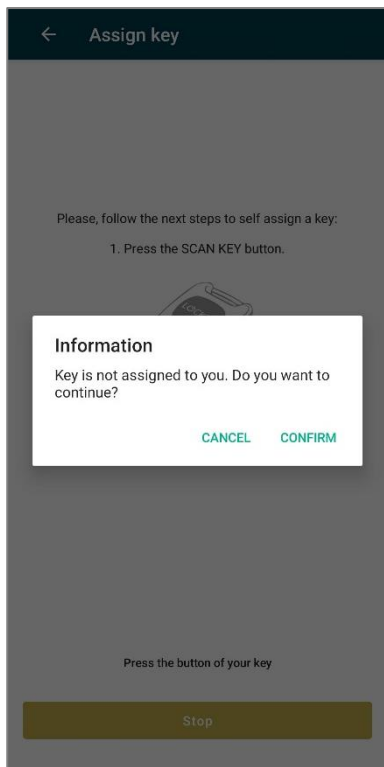 Assign key
Please, follow the next steps to self assign a key:
1. Press the SCAN KEY button.
Information
Key is not assigned to you. Do you want to
continue?
CANCEL CONFIRM
Press the button of your key
Stop